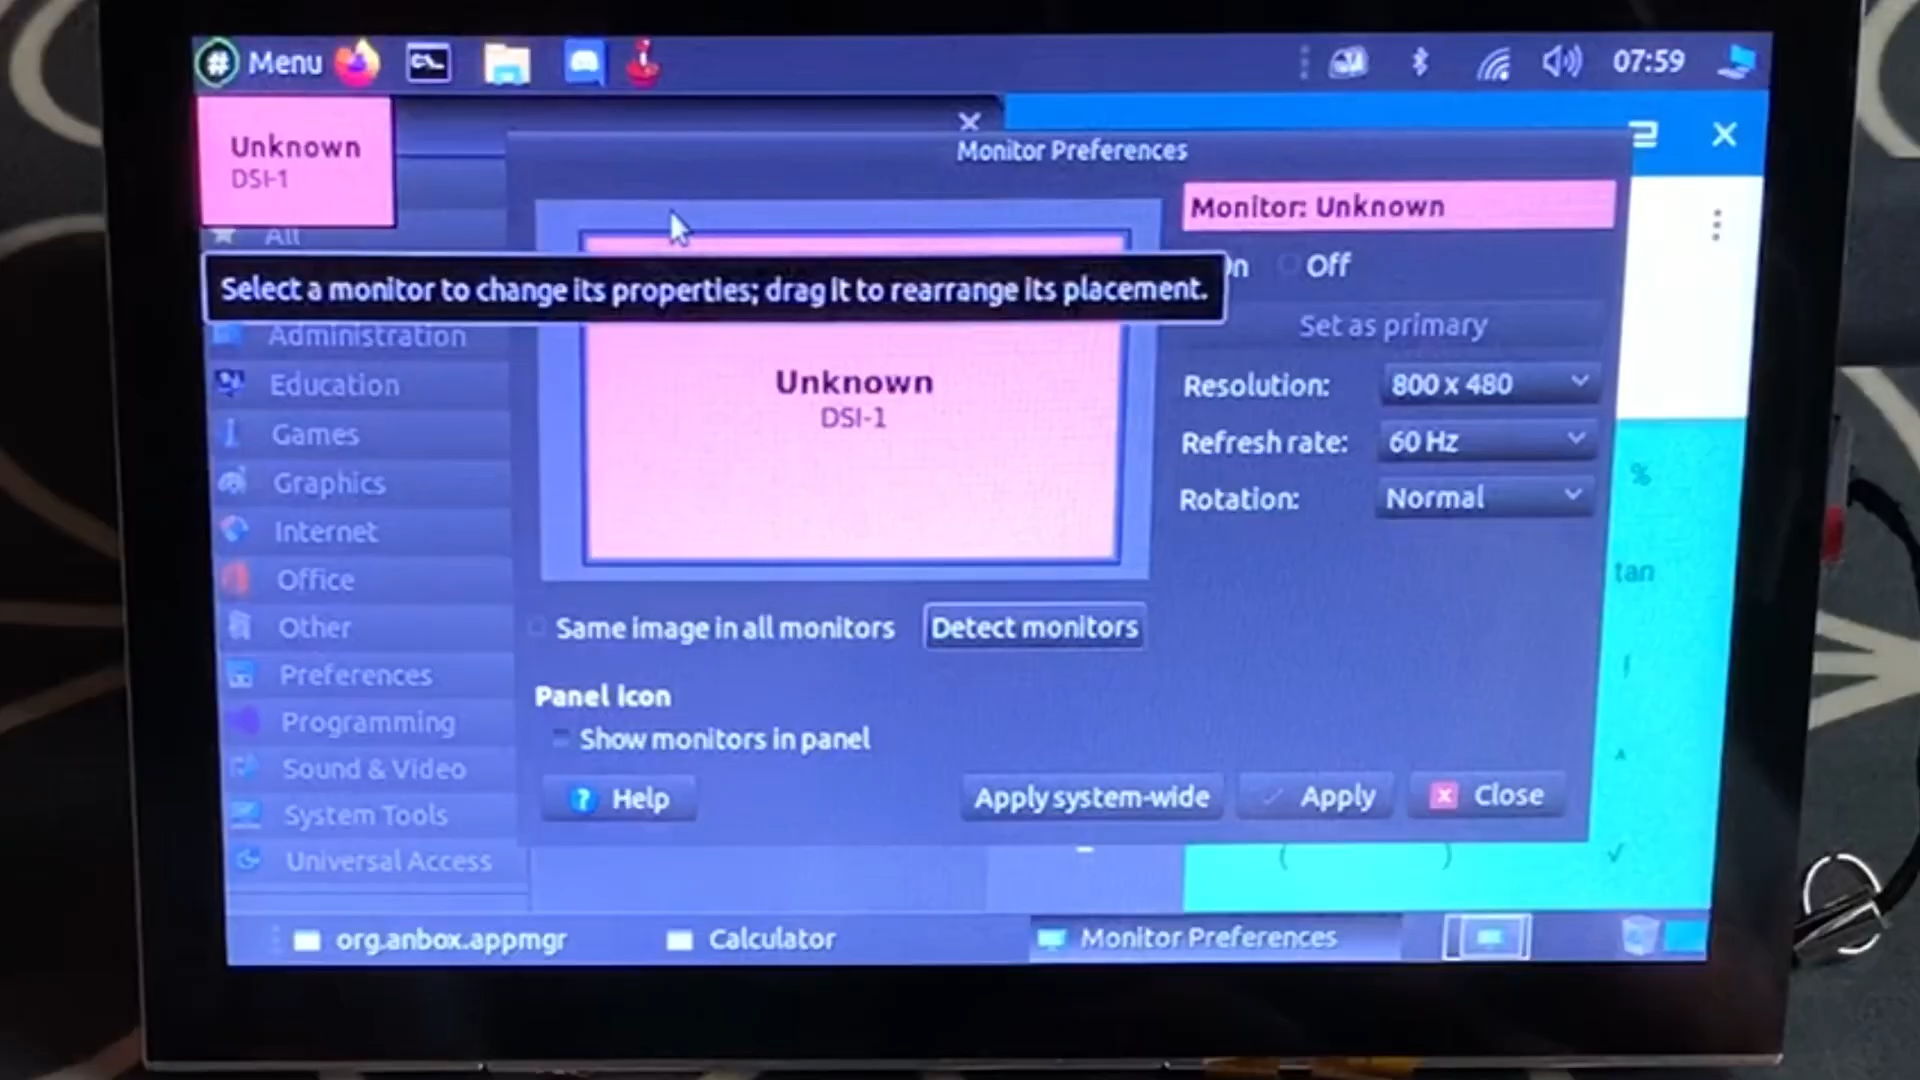 Menu
07:59
Unknown
DSI-1
Monitor Preferences
Monitor: Unknown
All
Off
Select a monitor to change its properties; drag it to rearrange its placement.
Set as primary
Administration
Education
Games
Graphics
Internet
Office
Other
Preferences
Programming
Sound & Video
System Tools
Universal Access
Unknown
DSI-1
Resolution: 800 x 480
Refresh rate: 60 Hz
Rotation: Normal
%
tan
Same image in all monitors
Detect monitors
Panel Icon
Show monitors in panel
? Help
Apply system-wide
Apply
Close
( ) √
org.anbox.appmgr
Calculator
Monitor Preferences